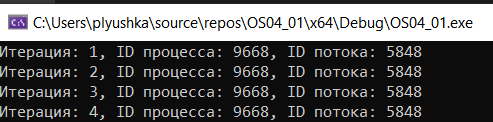 C:\Users\plyushka\source\repos\OS04_01\x64\Debug\OS04_01.exe
Итерация: 1, ID процесса: 9668, ID потока: 5848
Итерация: 2, ID процесса: 9668, ID потока: 5848
Итерация: 3, ID процесса: 9668, ID потока: 5848
Итерация: 4, ID процесса: 9668, ID потока: 5848